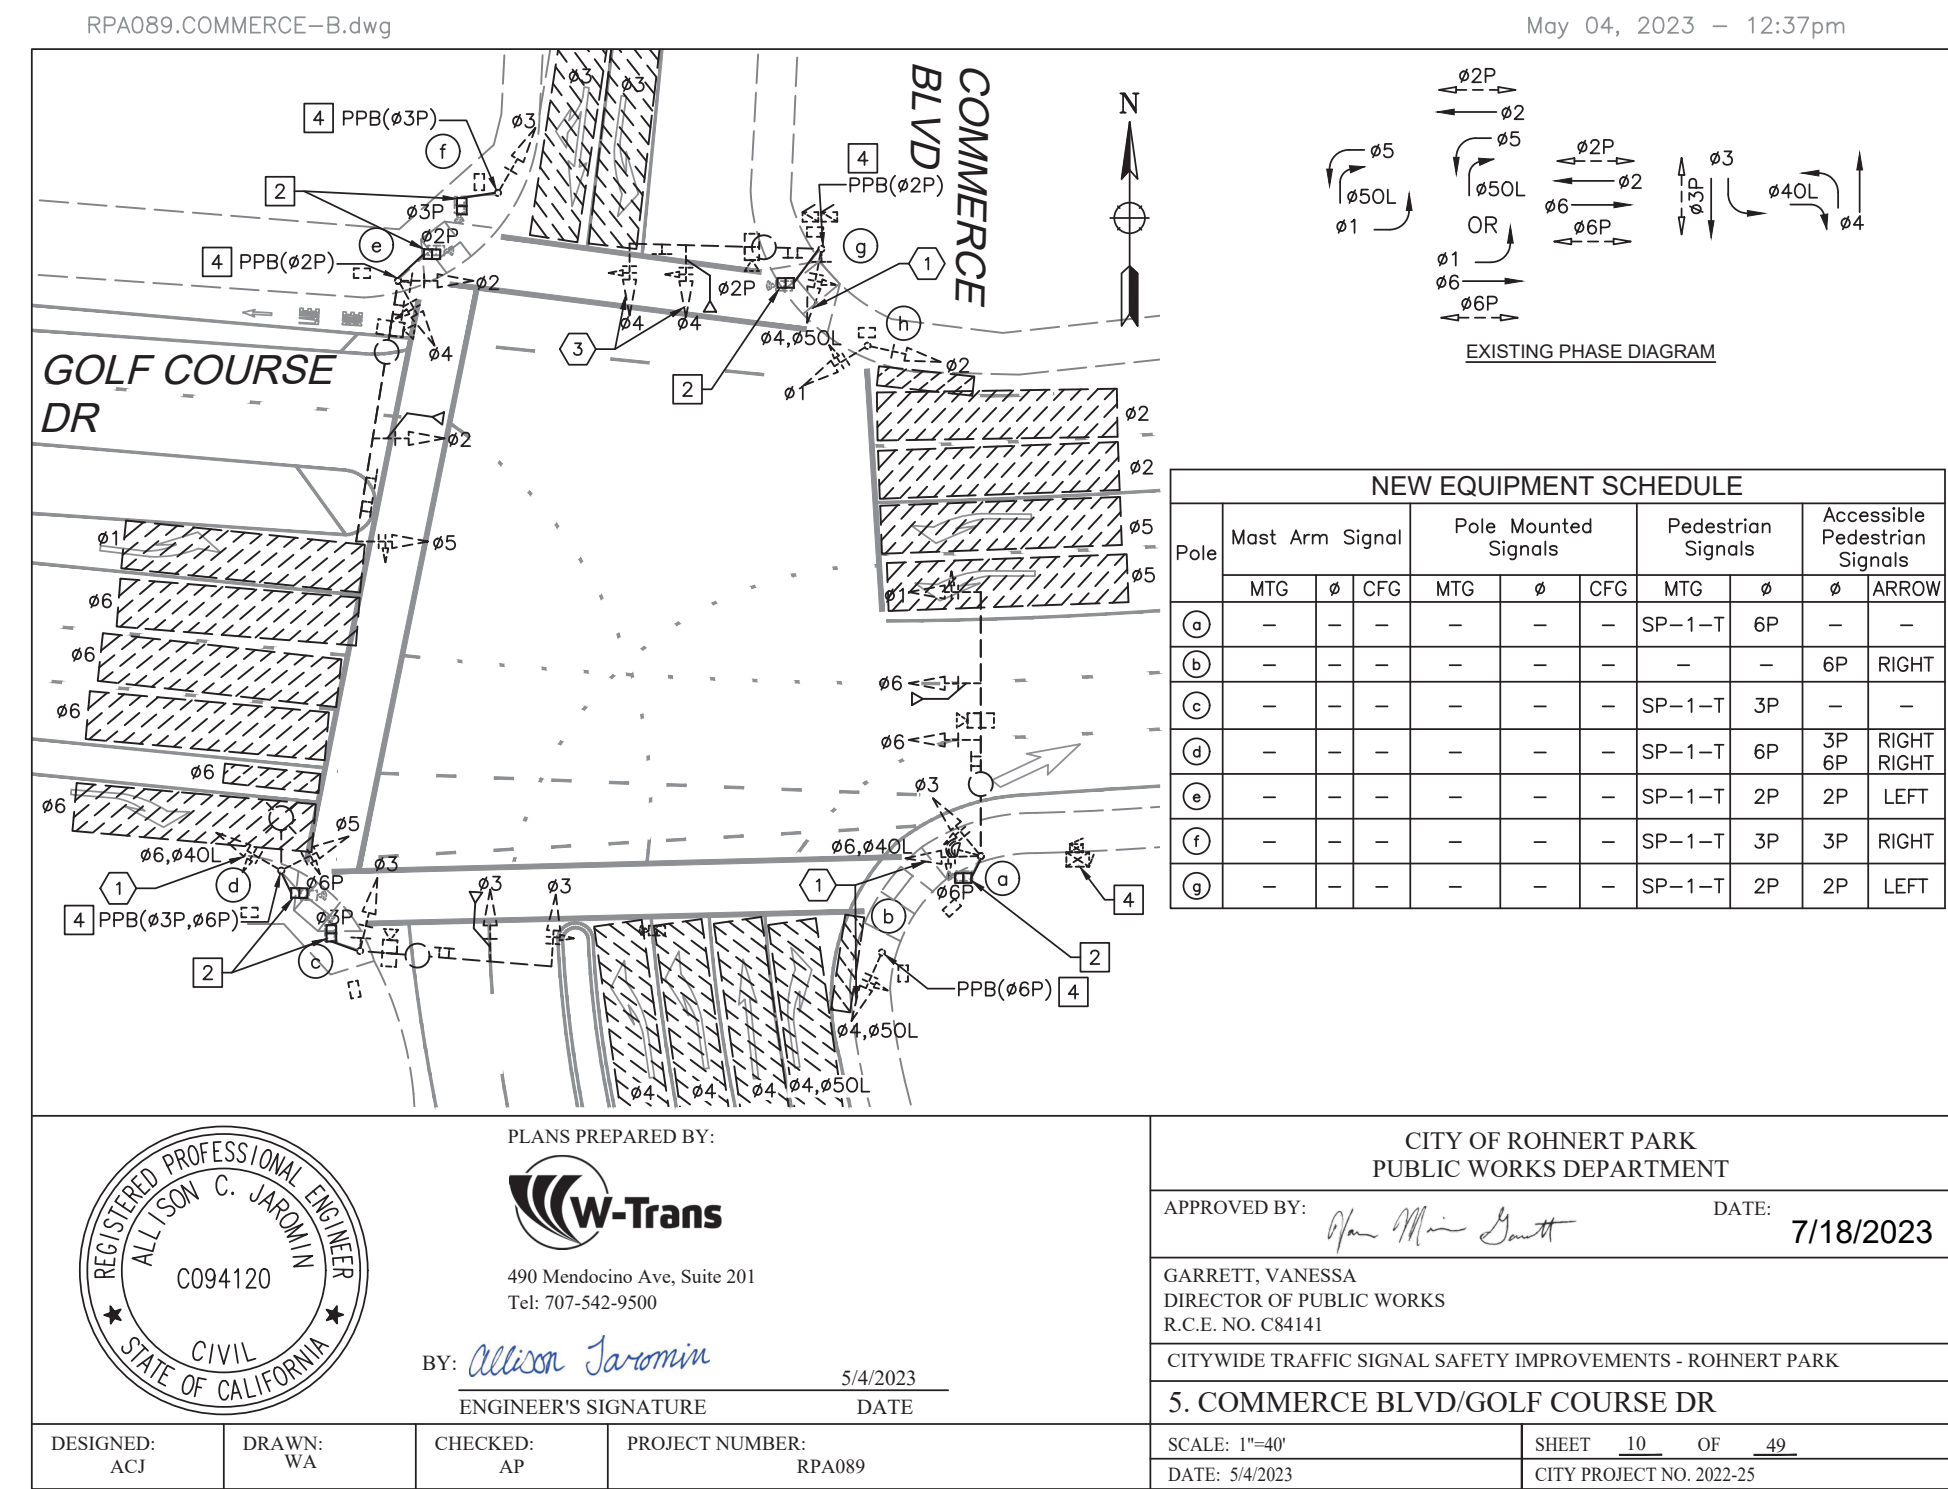 RPA089.COMMERCE-B.dwg
May 04, 2023 - 12:37pm
COMMERCE
BLVD
GOLF COURSE
DR
N
4 PPB(ø3P)
f
ø3
ø3
ø3
2
ø3P
ø2P
e
4 PPB(ø2P)
ø2
ø4
4
PPB(ø2P)
g
1
ø2P
ø4
ø4
3
2
ø4,ø5OL
h
ø2
ø1
ø2
ø5
ø2
ø2
ø5
ø5
ø1
ø1
ø6
ø6
ø6
ø6
ø6
ø6
ø6
ø3
ø6,ø4OL
1
a
ø6P
b
4
2
PPB(ø6P) 4
ø4,ø5OL
ø5
ø6,ø4OL
1
d
ø6P
4 PPB(ø3P,ø6P)
ø3P
2
c
ø3
ø3
ø3
ø4
ø4
ø4
ø4,ø5OL
ø2P
ø2
ø5
ø5OL
ø1
ø5
ø5OL
OR
ø1
ø6
ø6P
ø2P
ø2
ø6
ø6P
ø3P
ø3
ø4OL
ø4
EXISTING PHASE DIAGRAM
NEW EQUIPMENT SCHEDULE
Pole
Mast Arm Signal
Pole Mounted
Signals
Pedestrian
Signals
Accessible
Pedestrian
Signals
MTG ø CFG MTG ø CFG MTG ø ø ARROW
a - - - - - - SP-1-T 6P - -
b - - - - - - - - 6P RIGHT
c - - - - - - SP-1-T 3P - -
d - - - - - - SP-1-T 6P 3P RIGHT
6P RIGHT
e - - - - - - SP-1-T 2P 2P LEFT
f - - - - - - SP-1-T 3P 3P RIGHT
g - - - - - - SP-1-T 2P 2P LEFT
REGISTERED PROFESSIONAL ENGINEER
ALLISON C. JAROMIN
C094120
CIVIL
STATE OF CALIFORNIA
PLANS PREPARED BY:
W-Trans
490 Mendocino Ave, Suite 201
Tel: 707-542-9500
BY: Allison Jaromin
5/4/2023
ENGINEER'S SIGNATURE DATE
DESIGNED:
ACJ
DRAWN:
WA
CHECKED:
AP
PROJECT NUMBER:
RPA089
CITY OF ROHNERT PARK
PUBLIC WORKS DEPARTMENT
APPROVED BY:
DATE:
7/18/2023
GARRETT, VANESSA
DIRECTOR OF PUBLIC WORKS
R.C.E. NO. C84141
CITYWIDE TRAFFIC SIGNAL SAFETY IMPROVEMENTS - ROHNERT PARK
5. COMMERCE BLVD/GOLF COURSE DR
SCALE: 1"=40'
SHEET 10 OF 49
DATE: 5/4/2023
CITY PROJECT NO. 2022-25